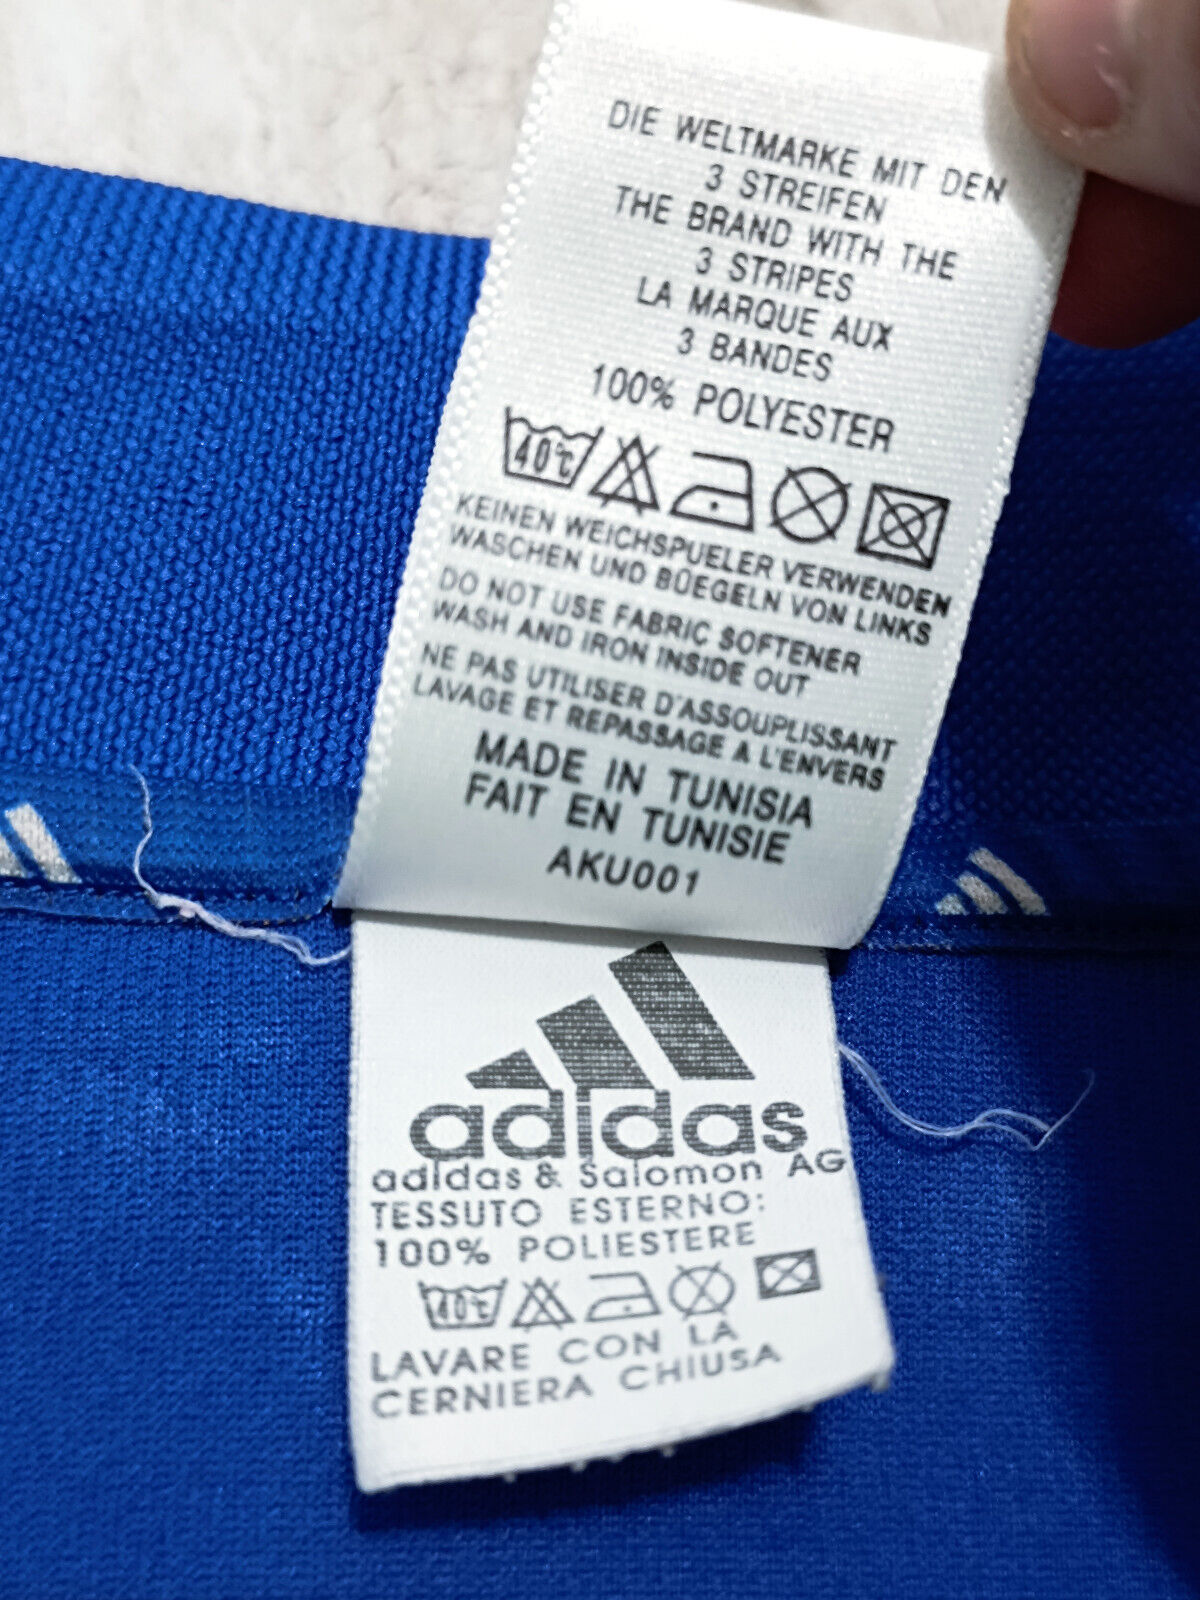 DIE WELTMARKE MIT DEN
3 STREIFEN
THE BRAND WITH THE
3 STRIPES
LA MARQUE AUX
3 BANDES
100% POLYESTER
40°C
KEINEN WEICHSPUELER VERWENDEN
WASCHEN UND BÜEGELN VON LINKS
DO NOT USE FABRIC SOFTENER
WASH AND IRON INSIDE OUT
NE PAS UTILISER D'ASSOUPLISSANT
LAVAGE ET REPASSAGE A L'ENVERS
MADE IN TUNISIA
FAIT EN TUNISIE
AKU001
adidas
adidas & Salomon AG
TESSUTO ESTERNO:
100% POLIESTERE
40°C
LAVARE CON LA
CERNIERA CHIUSA